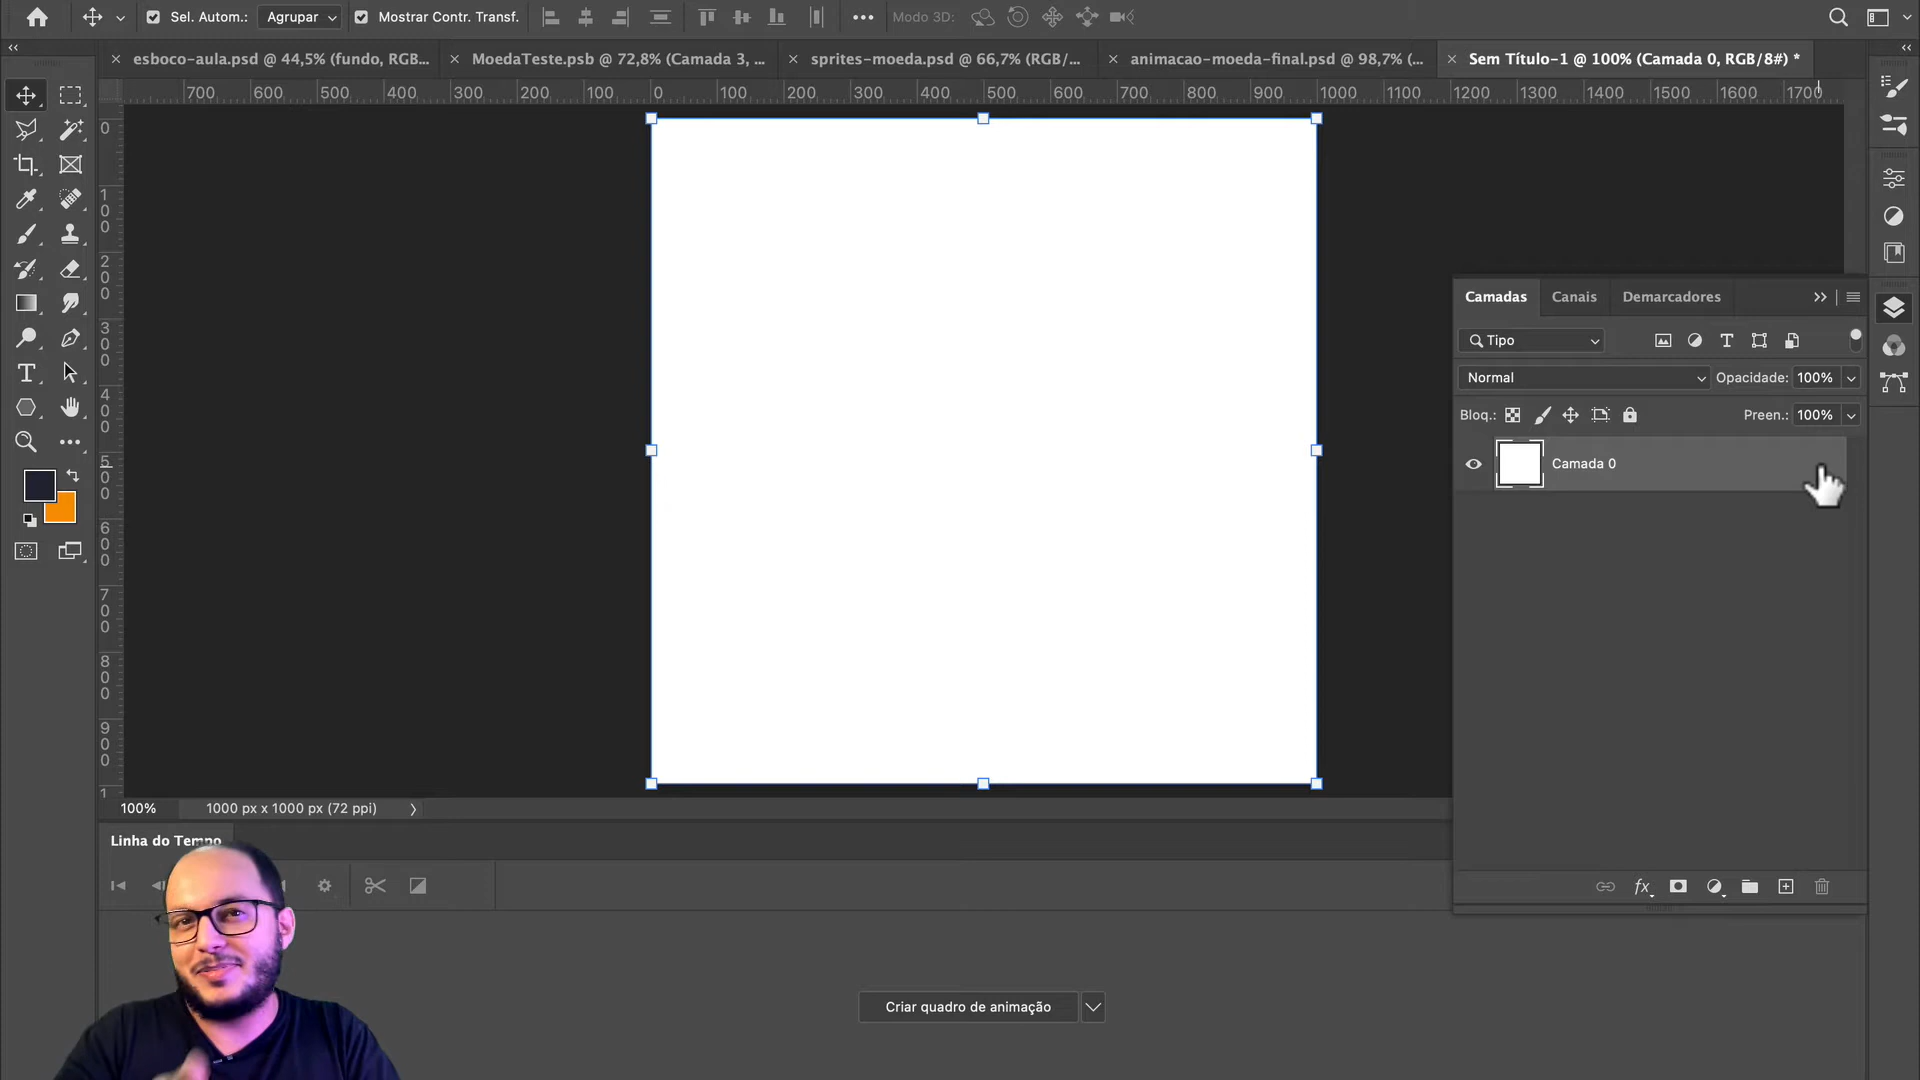 Sel. Autom.: Agrupar Mostrar Contr. Transf. Modo 3D:
esboco-aula.psd @ 44,5% (fundo, RGB... MoedaTeste.psb @ 72,8% (Camada 3, ... sprites-moeda.psd @ 66,7% (RGB/... animacao-moeda-final.psd @ 98,7% (... Sem Título-1 @ 100% (Camada 0, RGB/8#) *
700 600 500 400 300 200 100 0 100 200 300 400 500 600 700 800 900 1000 1100 1200 1300 1400 1500 1600 1700
0
100
200
300
400
500
600
700
800
900
1
Camadas Canais Demarcadores
Tipo
Normal Opacidade: 100%
Bloq.: Preen.: 100%
Camada 0
fx
100% 1000 px x 1000 px (72 ppi)
Linha do Tempo
Criar quadro de animação